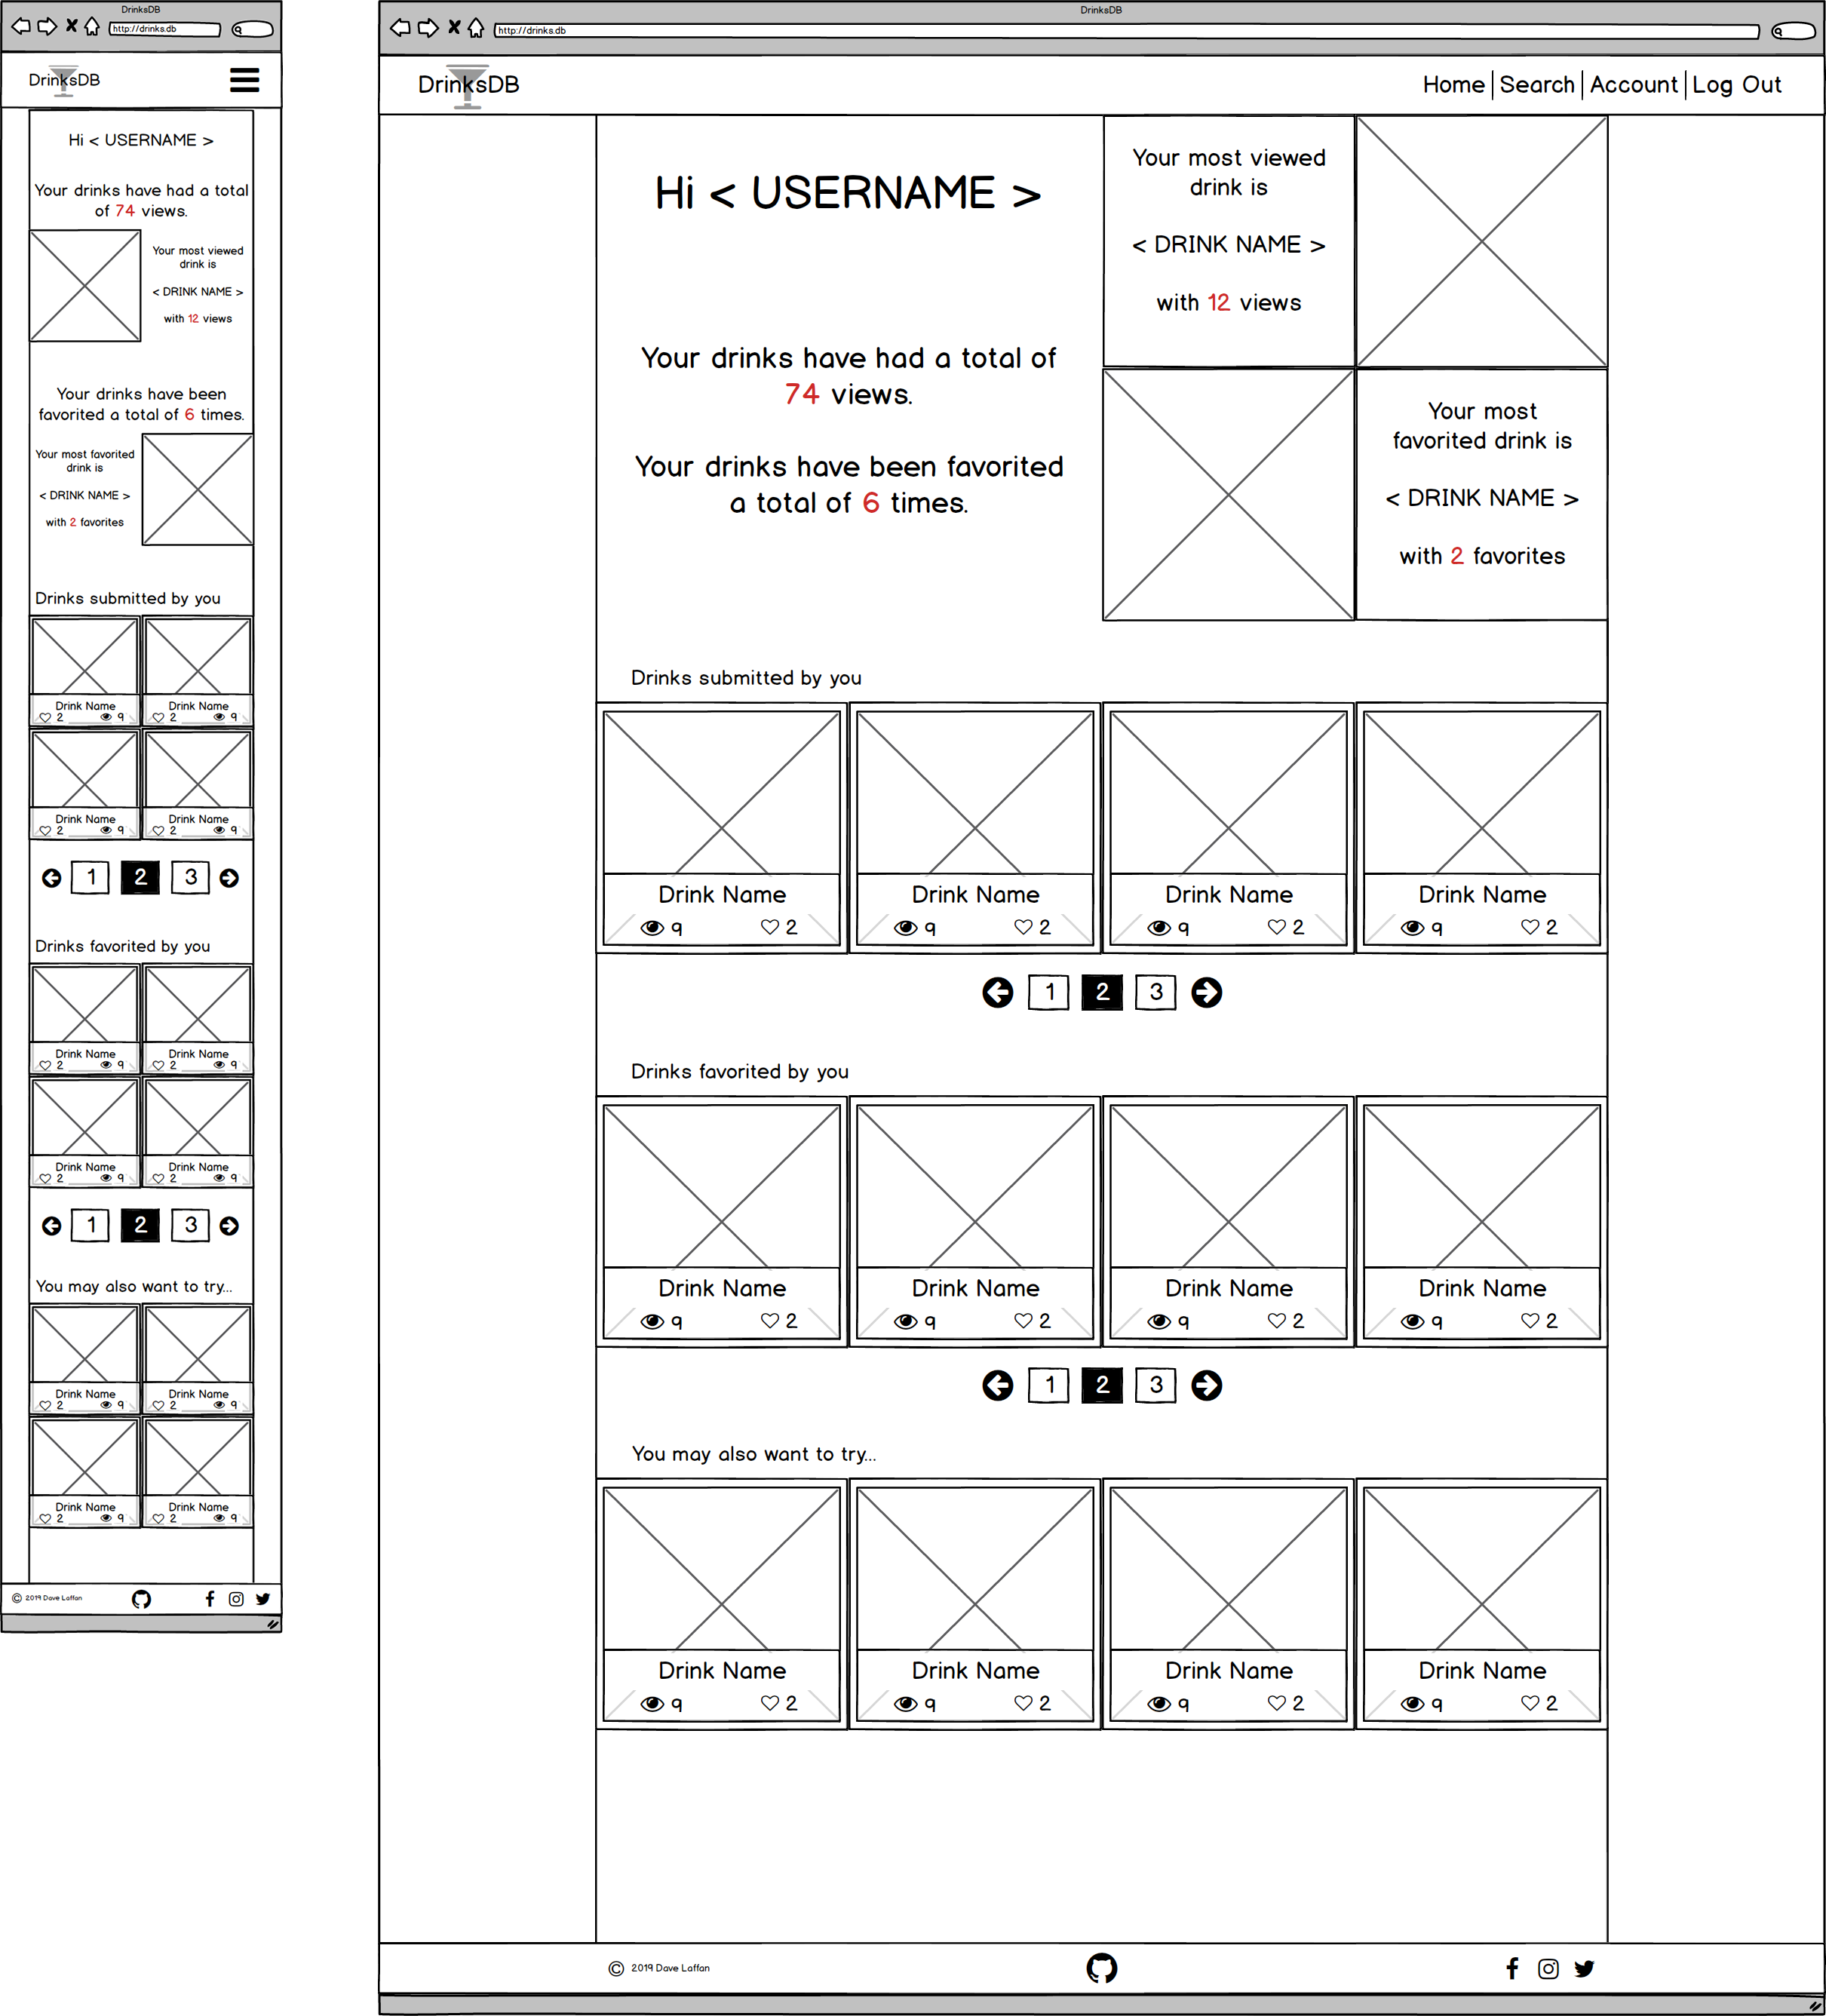 DrinksDB
http://drinks.db
DrinksDB
Hi < USERNAME >
Your drinks have had a total
of 74 views.
Your most viewed
drink is
< DRINK NAME >
with 12 views
Your drinks have been
favorited a total of 6 times.
Your most favorited
drink is
< DRINK NAME >
with 2 favorites
Drinks submitted by you
Drink Name
2 9
Drink Name
2 9
Drink Name
2 9
Drink Name
2 9
1 2 3
Drinks favorited by you
Drink Name
2 9
Drink Name
2 9
Drink Name
2 9
Drink Name
2 9
1 2 3
You may also want to try...
Drink Name
2 9
Drink Name
2 9
Drink Name
2 9
Drink Name
2 9
© 2019 Dave Laffan
DrinksDB
http://drinks.db
DrinksDB
Home Search Account Log Out
Hi < USERNAME >
Your drinks have had a total of
74 views.
Your drinks have been favorited
a total of 6 times.
Your most viewed
drink is
< DRINK NAME >
with 12 views
Your most
favorited drink is
< DRINK NAME >
with 2 favorites
Drinks submitted by you
Drink Name
9 2
Drink Name
9 2
Drink Name
9 2
Drink Name
9 2
1 2 3
Drinks favorited by you
Drink Name
9 2
Drink Name
9 2
Drink Name
9 2
Drink Name
9 2
1 2 3
You may also want to try...
Drink Name
9 2
Drink Name
9 2
Drink Name
9 2
Drink Name
9 2
© 2019 Dave Laffan